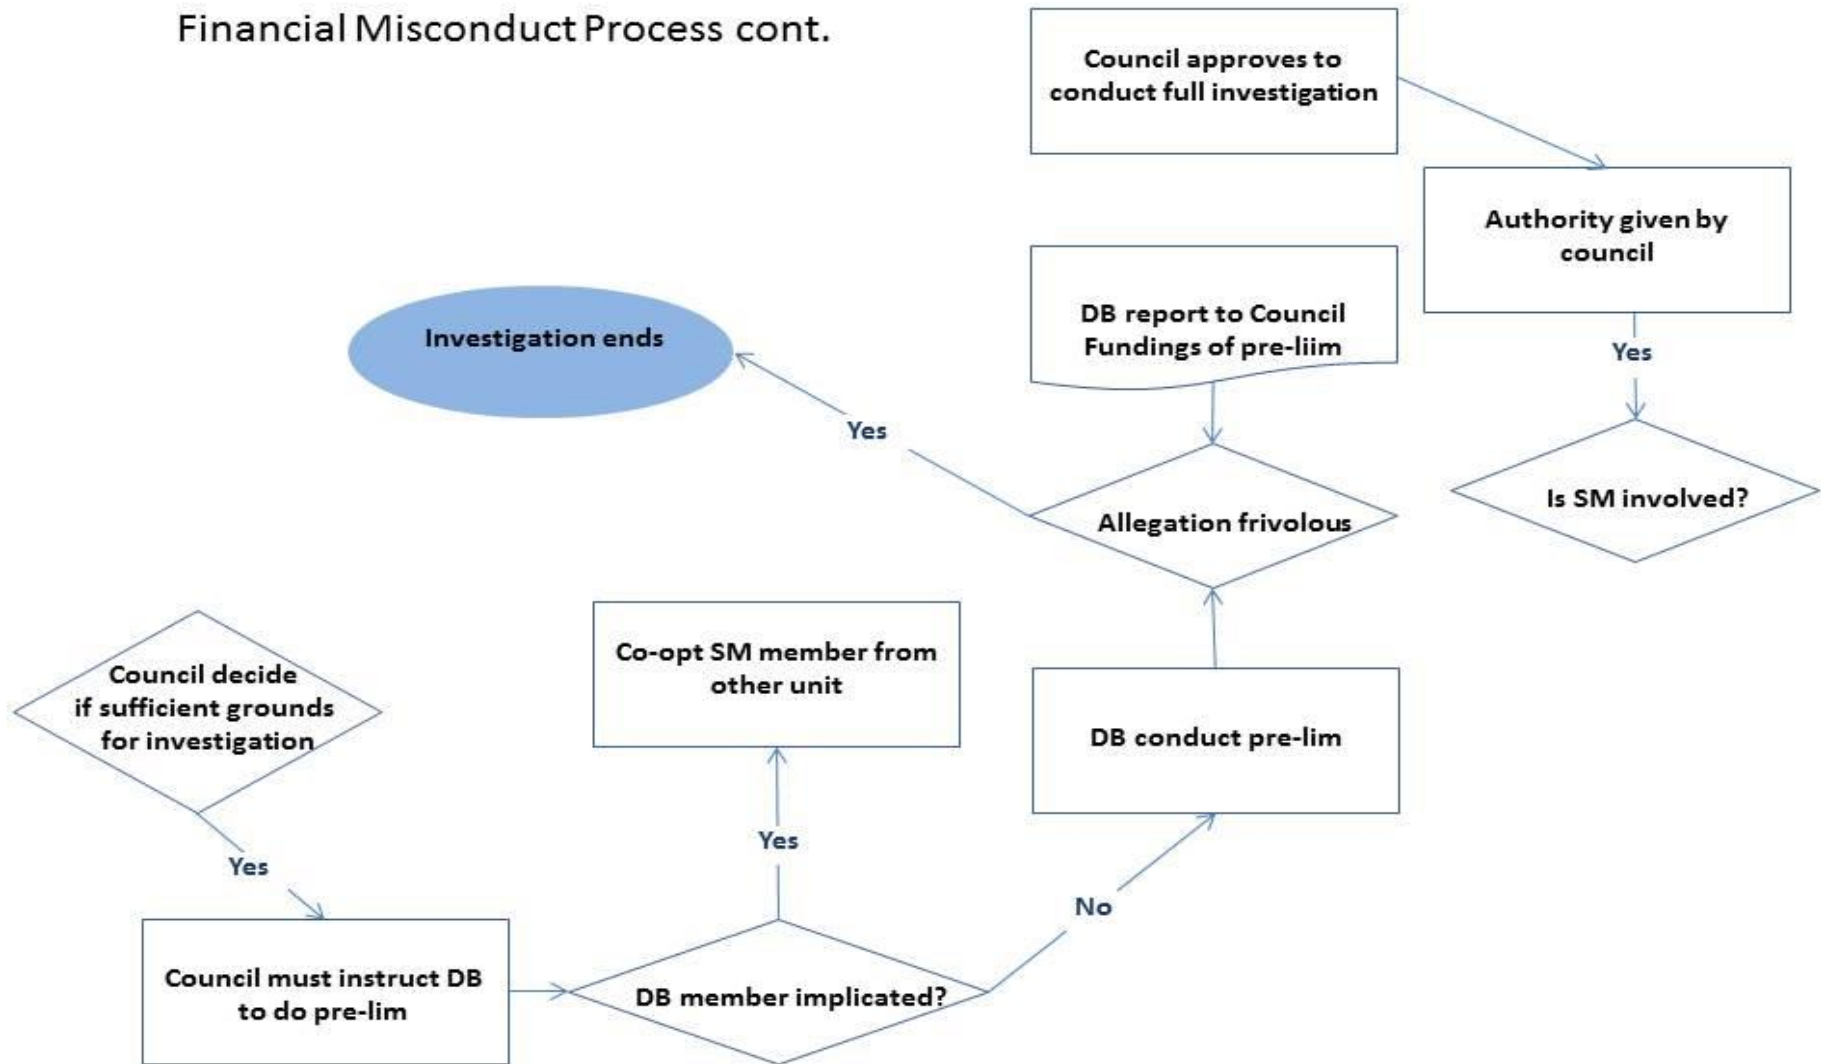 Financial Misconduct Process cont.
Council approves to
conduct full investigation
Authority given by
council
DB report to Council
Fundings of pre-liim
Investigation ends
Yes
Yes
Allegation frivolous
Is SM involved?
Co-opt SM member from
other unit
Council decide
if sufficient grounds
for investigation
DB conduct pre-lim
Yes
Yes
No
Council must instruct DB
to do pre-lim
DB member implicated?